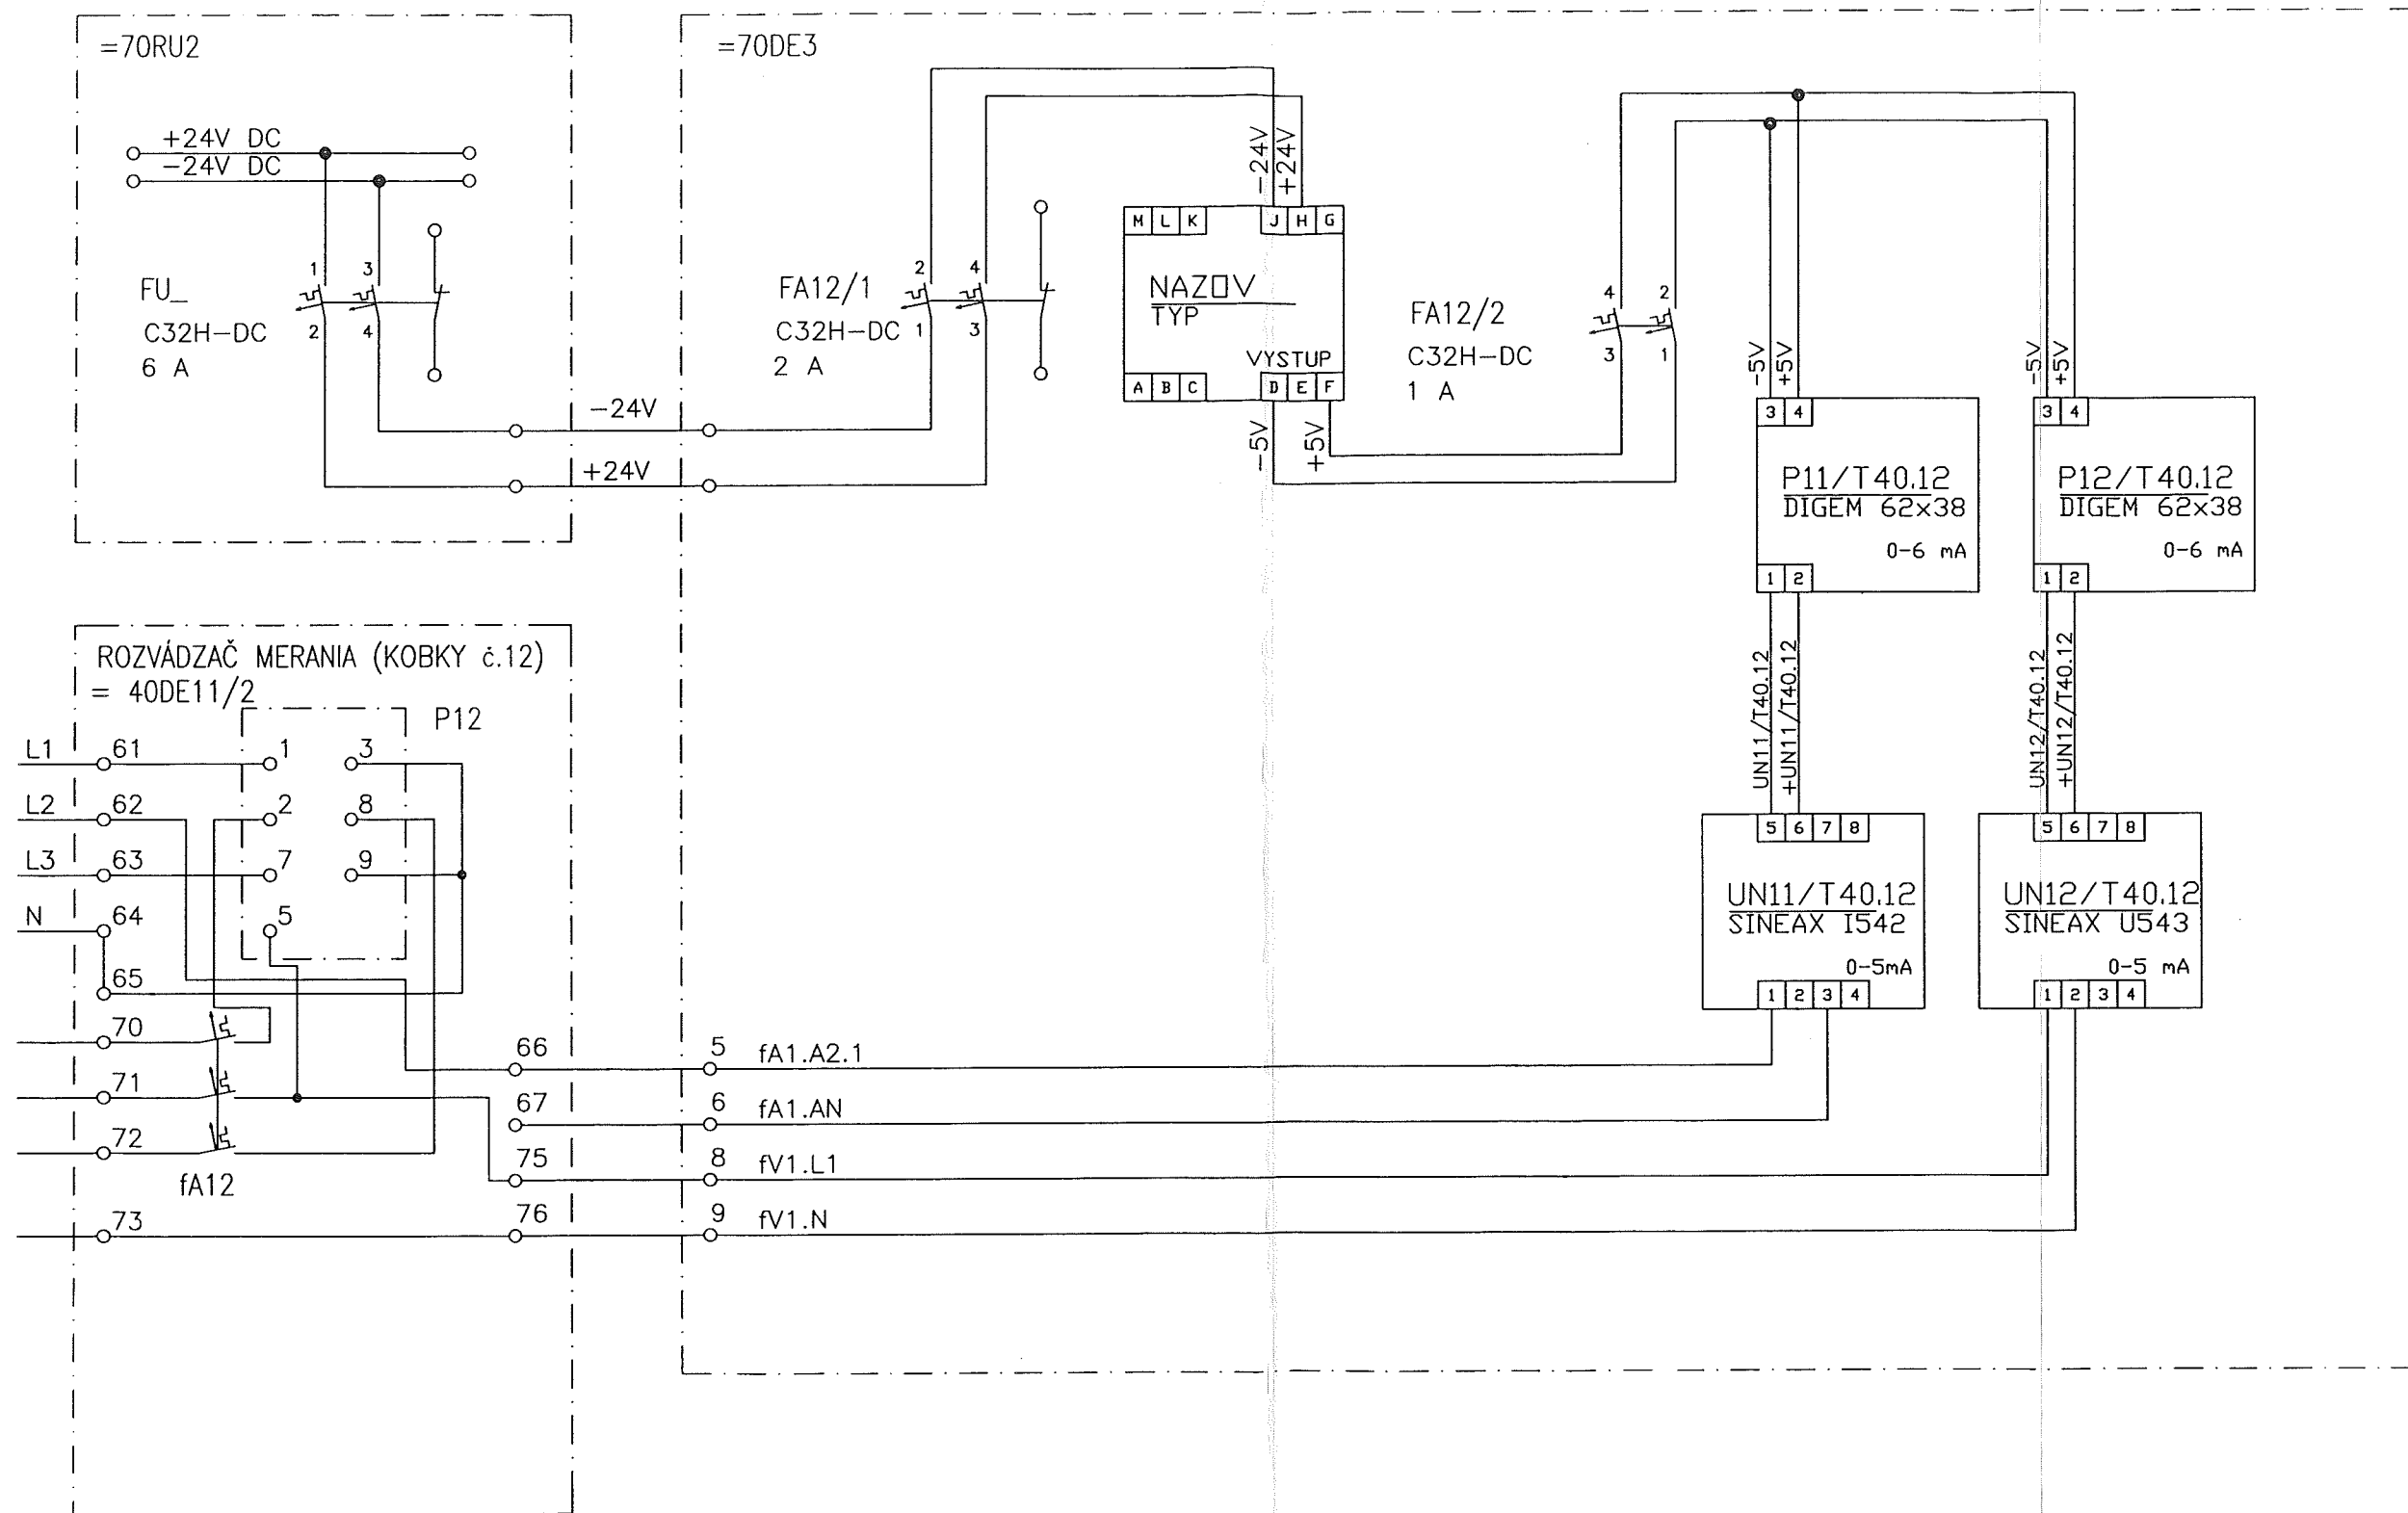 =70RU2
+24V DC
-24V DC
1
3
FU_
C32H-DC
6 A
2
4
-24V
+24V
=70DE3
2
4
FA12/1
C32H-DC
2 A
1
3
-24V
+24V
M L K
J H G
NAZOV
TYP
VYSTUP
A B C
D E F
-5V
+5V
4
2
FA12/2
C32H-DC
1 A
3
1
-5V
+5V
3 4
P11/T40.12
DIGEM 62x38
0-6 mA
1 2
-5V
+5V
3 4
P12/T40.12
DIGEM 62x38
0-6 mA
1 2
UN11/T40.12
+UN11/T40.12
UN12/T40.12
+UN12/T40.12
5 6 7 8
UN11/T40.12
SINEAX I542
0-5mA
1 2 3 4
5 6 7 8
UN12/T40.12
SINEAX U543
0-5 mA
1 2 3 4
ROZVÁDZAČ MERANIA (KOBKY č.12)
= 40DE11/2
P12
L1 61 1 3
L2 62 2 8
L3 63 7 9
N 64 5
65
70
71
72
fA12
73
66 5 fA1.A2.1
67 6 fA1.AN
75 8 fV1.L1
76 9 fV1.N